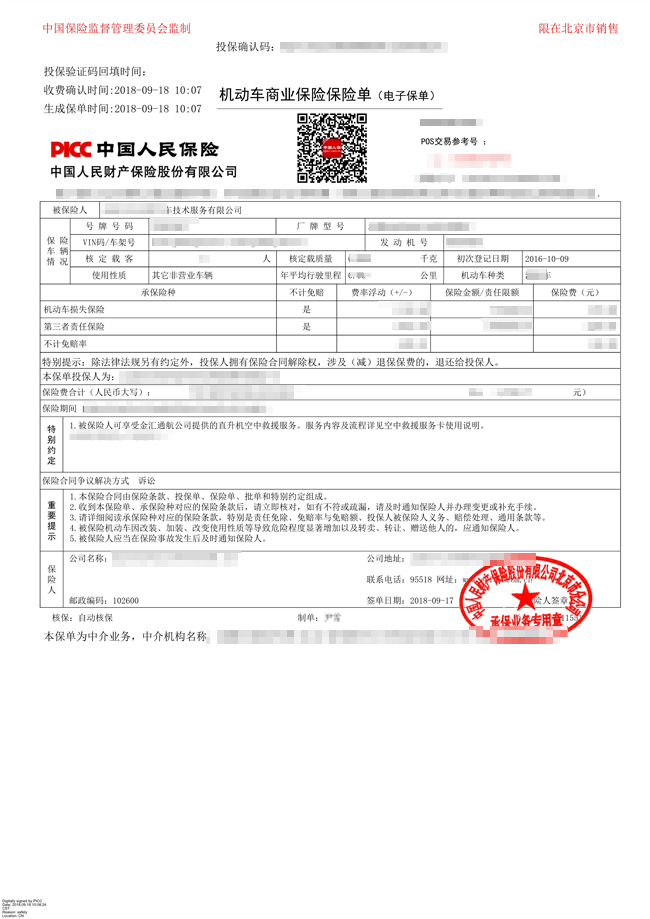 中国保险监督管理委员会监制 限在北京市销售
投保确认码：
投保验证码回填时间：
收费确认时间:2018-09-18 10:07
生成保单时间:2018-09-18 10:07
机动车商业保险保险单（电子保单）
POS交易参考号 ：
PICC 中国人民保险
中国人民财产保险股份有限公司
被保险人 技术服务有限公司
保险车辆情况
号牌号码 厂牌型号
VIN码/车架号 发动机号
核定载客 人 核定载质量 千克 初次登记日期 2016-10-09
使用性质 其它非营业车辆 年平均行驶里程 公里 机动车种类
承保险种 不计免赔 费率浮动（+/-） 保险金额/责任限额 保险费（元）
机动车损失保险 是
第三者责任保险 是
不计免赔率
特别提示：除法律法规另有约定外，投保人拥有保险合同解除权，涉及（减）退保保费的，退还给投保人。
本保单投保人为：
保险费合计（人民币大写）： 元）
保险期间
特别约定
1.被保险人可享受金汇通航公司提供的直升机空中救援服务。服务内容及流程详见空中救援服务卡使用说明。
保险合同争议解决方式 诉讼
重要提示
1.本保险合同由保险条款、投保单、保险单、批单和特别约定组成。
2.收到本保险单、承保险种对应的保险条款后，请立即核对，如有不符或疏漏，请及时通知保险人并办理变更或补充手续。
3.请详细阅读承保险种对应的保险条款，特别是责任免除、免赔率与免赔额、投保人被保险人义务、赔偿处理、通用条款等。
4.被保险机动车因改装、加装、改变使用性质等导致危险程度显著增加以及转卖、转让、赠送他人的，应通知保险人。
5.被保险人应当在保险事故发生后及时通知保险人。
保险人
公司名称： 公司地址：
联系电话：95518 网址：
邮政编码：102600 签单日期：2018-09-17 险人签章
中国人民财产保险股份有限公司北京市分公司
承保业务专用章
核保：自动核保 制单：
本保单为中介业务，中介机构名称
Digitally signed by PICC
Date: 2018.09.18 10:08:24
CST
Reason: safety
Location: CN